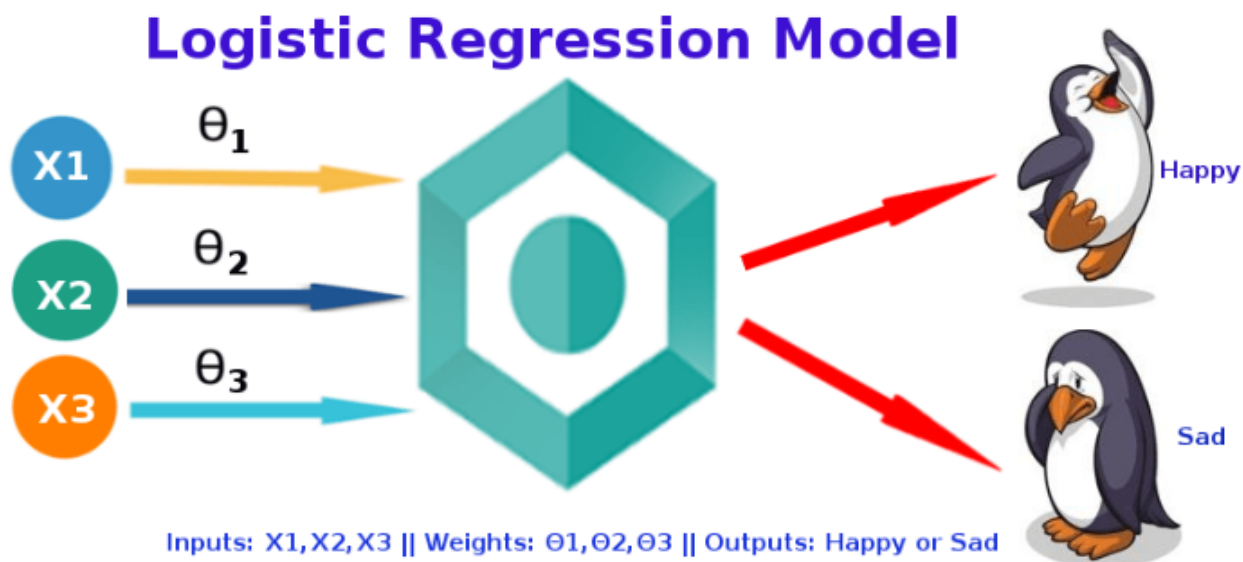 Logistic Regression Model
X1
θ1
X2
θ2
X3
θ3
Happy
Sad
Inputs: X1,X2,X3 || Weights: Θ1,Θ2,Θ3 || Outputs: Happy or Sad